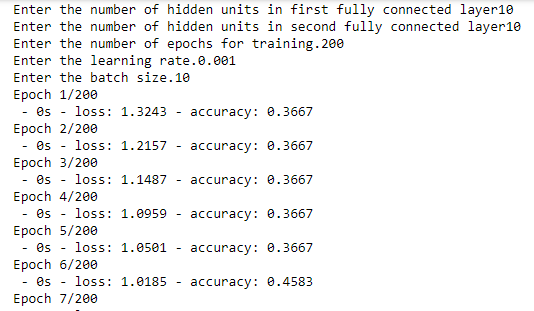 Enter the number of hidden units in first fully connected layer10
Enter the number of hidden units in second fully connected layer10
Enter the number of epochs for training.200
Enter the learning rate.0.001
Enter the batch size.10
Epoch 1/200
- 0s - loss: 1.3243 - accuracy: 0.3667
Epoch 2/200
- 0s - loss: 1.2157 - accuracy: 0.3667
Epoch 3/200
- 0s - loss: 1.1487 - accuracy: 0.3667
Epoch 4/200
- 0s - loss: 1.0959 - accuracy: 0.3667
Epoch 5/200
- 0s - loss: 1.0501 - accuracy: 0.3667
Epoch 6/200
- 0s - loss: 1.0185 - accuracy: 0.4583
Epoch 7/200